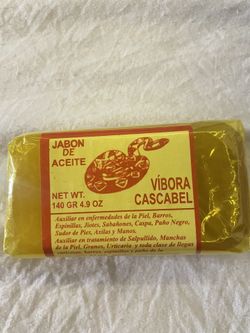 JABON
DE
ACEITE
VÍBORA
CASCABEL
NET WT.
140 GR 4.9 OZ
Auxiliar en enfermedades de la Piel, Barros,
Espinillas, Jiotes, Sabañones, Caspa, Paño Negro,
Sudor de Pies, Axilas y Manos.
Auxiliar en tratamiento de Salpullido, Manchas
de la Piel, Granos, Urticaria y toda clase de llagas